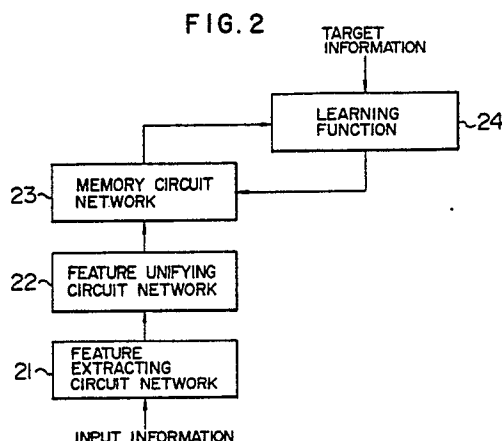 FIG. 2
TARGET
INFORMATION
LEARNING
FUNCTION
24
23
MEMORY CIRCUIT
NETWORK
22
FEATURE UNIFYING
CIRCUIT NETWORK
21
FEATURE
EXTRACTING
CIRCUIT NETWORK
INPUT INFORMATION